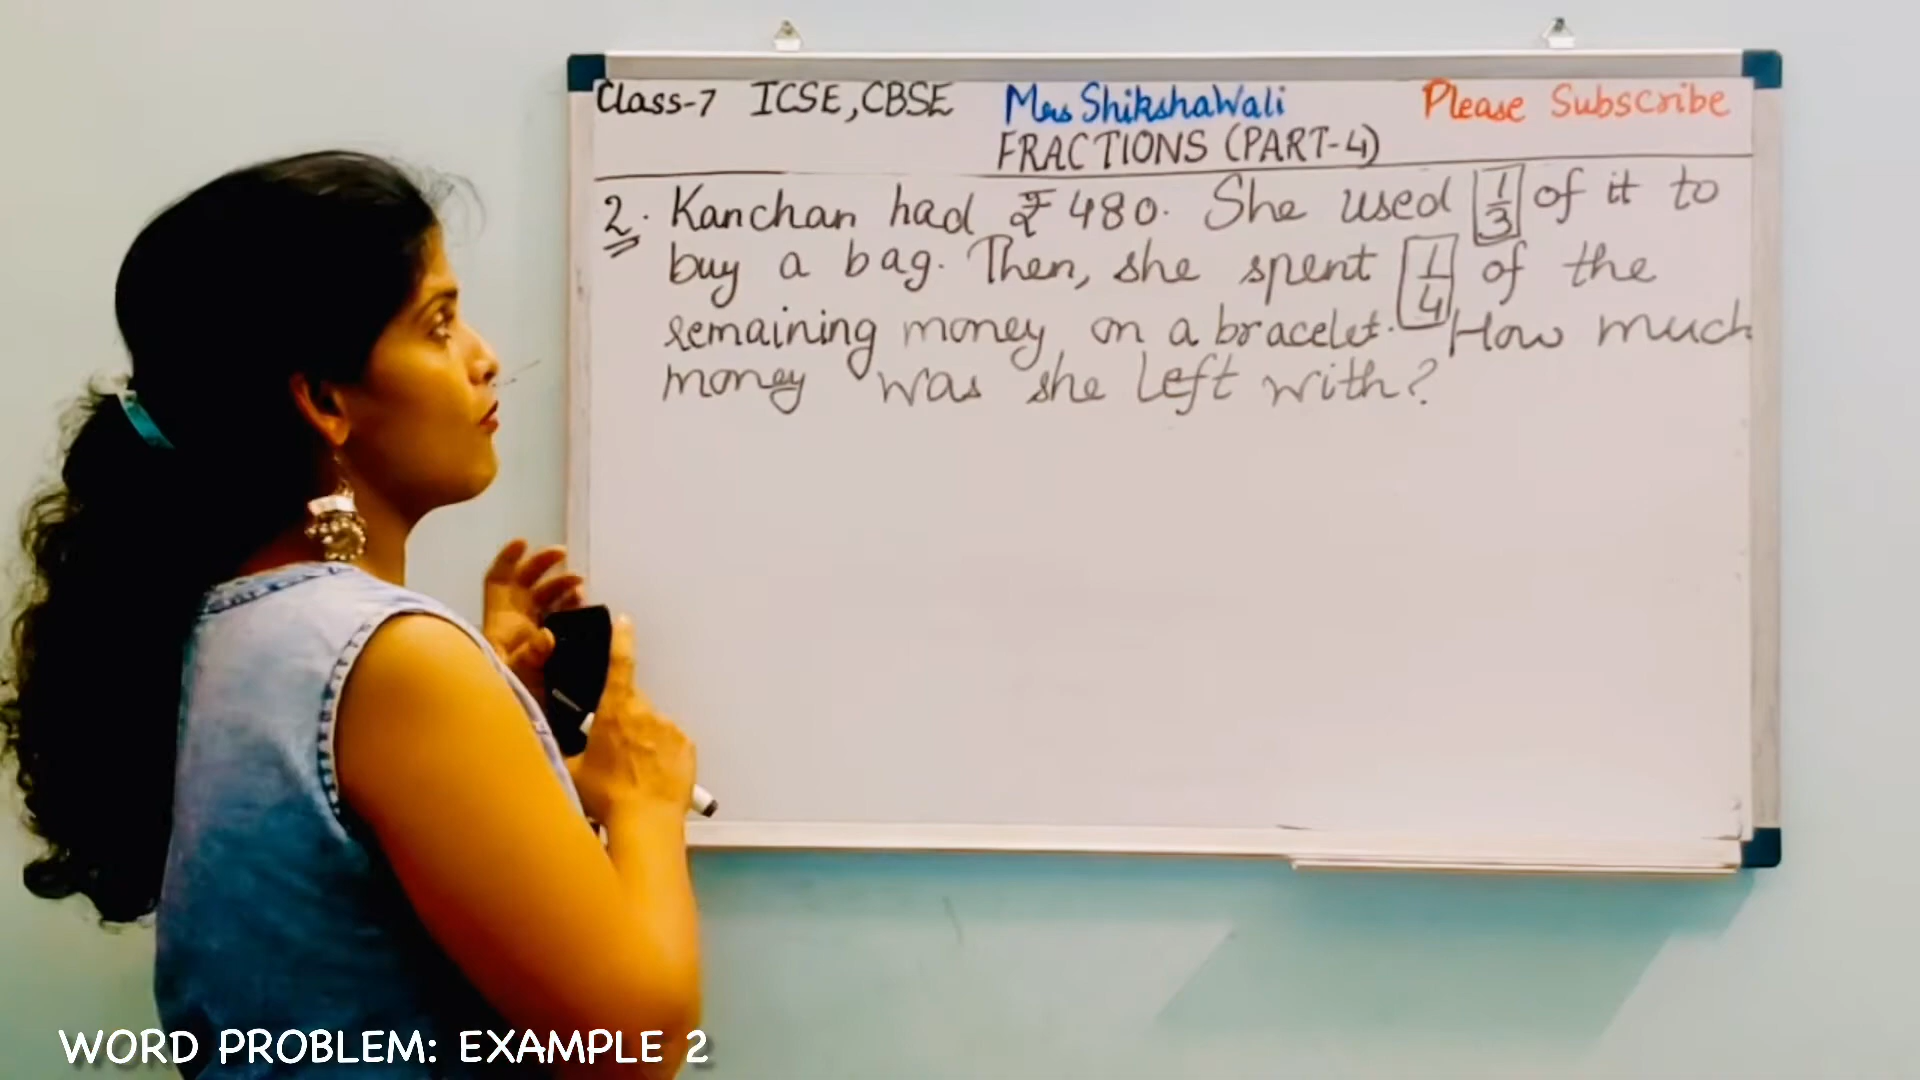 Class-7 ICSE, CBSE Mrs ShikshaWali Please Subscribe
FRACTIONS (PART-4)
2. Kanchan had ₹ 480. She used 1/3 of it to
buy a bag. Then, she spent 1/4 of the
remaining money on a bracelet. How much
money was she left with?
WORD PROBLEM: EXAMPLE 2